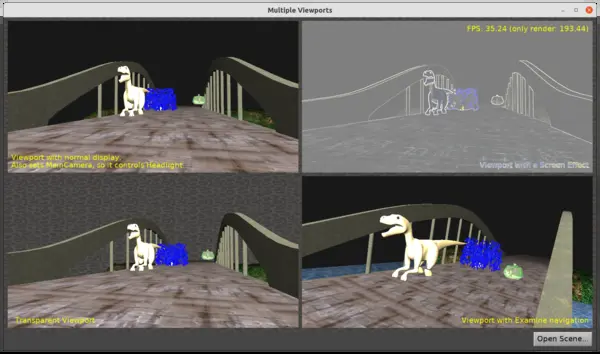 Multiple Viewports
FPS: 35.24 (only render 193.44)
Viewport with normal display.
Also sets MainCamera, so it controls headlight.
Viewport with a Screen Effect
Transparent Viewport
Viewport with Examine navigation
Open Scene...